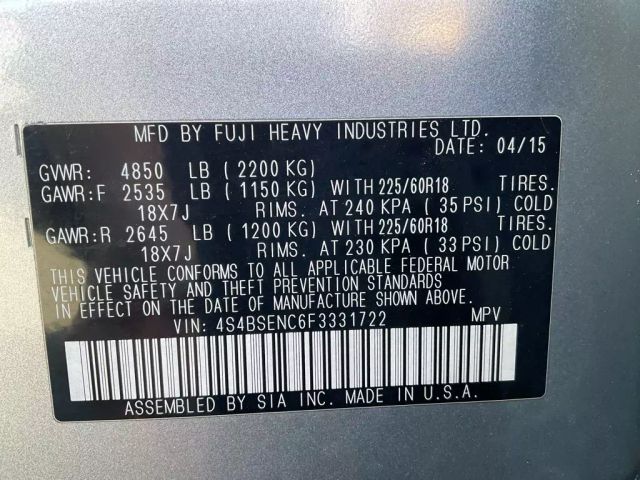 MFD BY FUJI HEAVY INDUSTRIES LTD.
DATE: 04/15
GVWR: 4850 LB (2200 KG)
GAWR:F 2535 LB (1150 KG) WITH 225/60R18 TIRES.
18X7J RIMS. AT 240 KPA (35 PSI) COLD
GAWR:R 2645 LB (1200 KG) WITH 225/60R18 TIRES.
18X7J RIMS. AT 230 KPA (33 PSI) COLD
THIS VEHICLE CONFORMS TO ALL APPLICABLE FEDERAL MOTOR
VEHICLE SAFETY AND THEFT PREVENTION STANDARDS
IN EFFECT ON THE DATE OF MANUFACTURE SHOWN ABOVE.
VIN: 4S4BSENC6F3331722 MPV
ASSEMBLED BY SIA INC. MADE IN U.S.A.